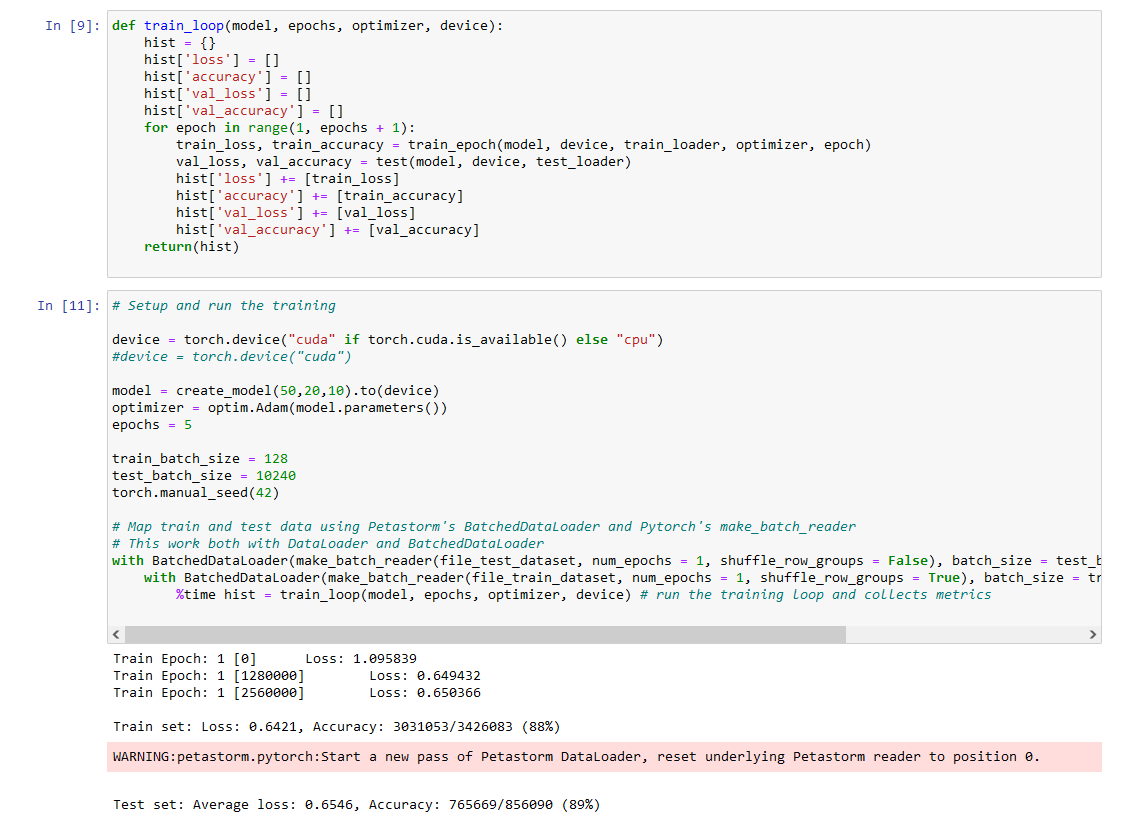 In [9]: def train_loop(model, epochs, optimizer, device):
    hist = {}
    hist['loss'] = []
    hist['accuracy'] = []
    hist['val_loss'] = []
    hist['val_accuracy'] = []
    for epoch in range(1, epochs + 1):
        train_loss, train_accuracy = train_epoch(model, device, train_loader, optimizer, epoch)
        val_loss, val_accuracy = test(model, device, test_loader)
        hist['loss'] += [train_loss]
        hist['accuracy'] += [train_accuracy]
        hist['val_loss'] += [val_loss]
        hist['val_accuracy'] += [val_accuracy]
    return(hist)
In [11]: # Setup and run the training
device = torch.device("cuda" if torch.cuda.is_available() else "cpu")
#device = torch.device("cuda")
model = create_model(50,20,10).to(device)
optimizer = optim.Adam(model.parameters())
epochs = 5
train_batch_size = 128
test_batch_size = 10240
torch.manual_seed(42)
# Map train and test data using Petastorm's BatchedDataLoader and Pytorch's make_batch_reader
# This work both with DataLoader and BatchedDataLoader
with BatchedDataLoader(make_batch_reader(file_test_dataset, num_epochs = 1, shuffle_row_groups = False), batch_size = test_b
    with BatchedDataLoader(make_batch_reader(file_train_dataset, num_epochs = 1, shuffle_row_groups = True), batch_size = tr
        %time hist = train_loop(model, epochs, optimizer, device) # run the training loop and collects metrics
Train Epoch: 1 [0]      Loss: 1.095839
Train Epoch: 1 [1280000]        Loss: 0.649432
Train Epoch: 1 [2560000]        Loss: 0.650366
Train set: Loss: 0.6421, Accuracy: 3031053/3426083 (88%)
WARNING:petastorm.pytorch:Start a new pass of Petastorm DataLoader, reset underlying Petastorm reader to position 0.
Test set: Average loss: 0.6546, Accuracy: 765669/856090 (89%)